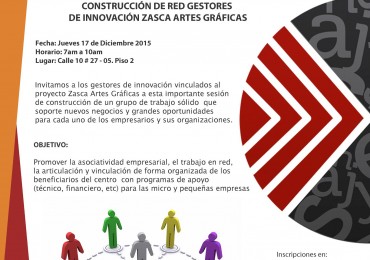 CONSTRUCCIÓN DE RED GESTORES
DE INNOVACIÓN ZASCA ARTES GRÁFICAS
Fecha: Jueves 17 de Diciembre 2015
Horario: 7am a 10am
Lugar: Calle 10 # 27 - 05. Piso 2
Invitamos a los gestores de innovación vinculados al
proyecto Zasca Artes Gráficas a esta importante sesión
de construcción de un grupo de trabajo sólido que
soporte nuevos negocios y grandes oportunidades
para cada uno de los empresarios y sus organizaciones.
OBJETIVO:
Promover la asociatividad empresarial, el trabajo en red,
la articulación y vinculación de forma organizada de los
beneficiarios del centro con programas de apoyo
(técnico, financiero, etc) para las micro y pequeñas empresas
Inscripciones en: